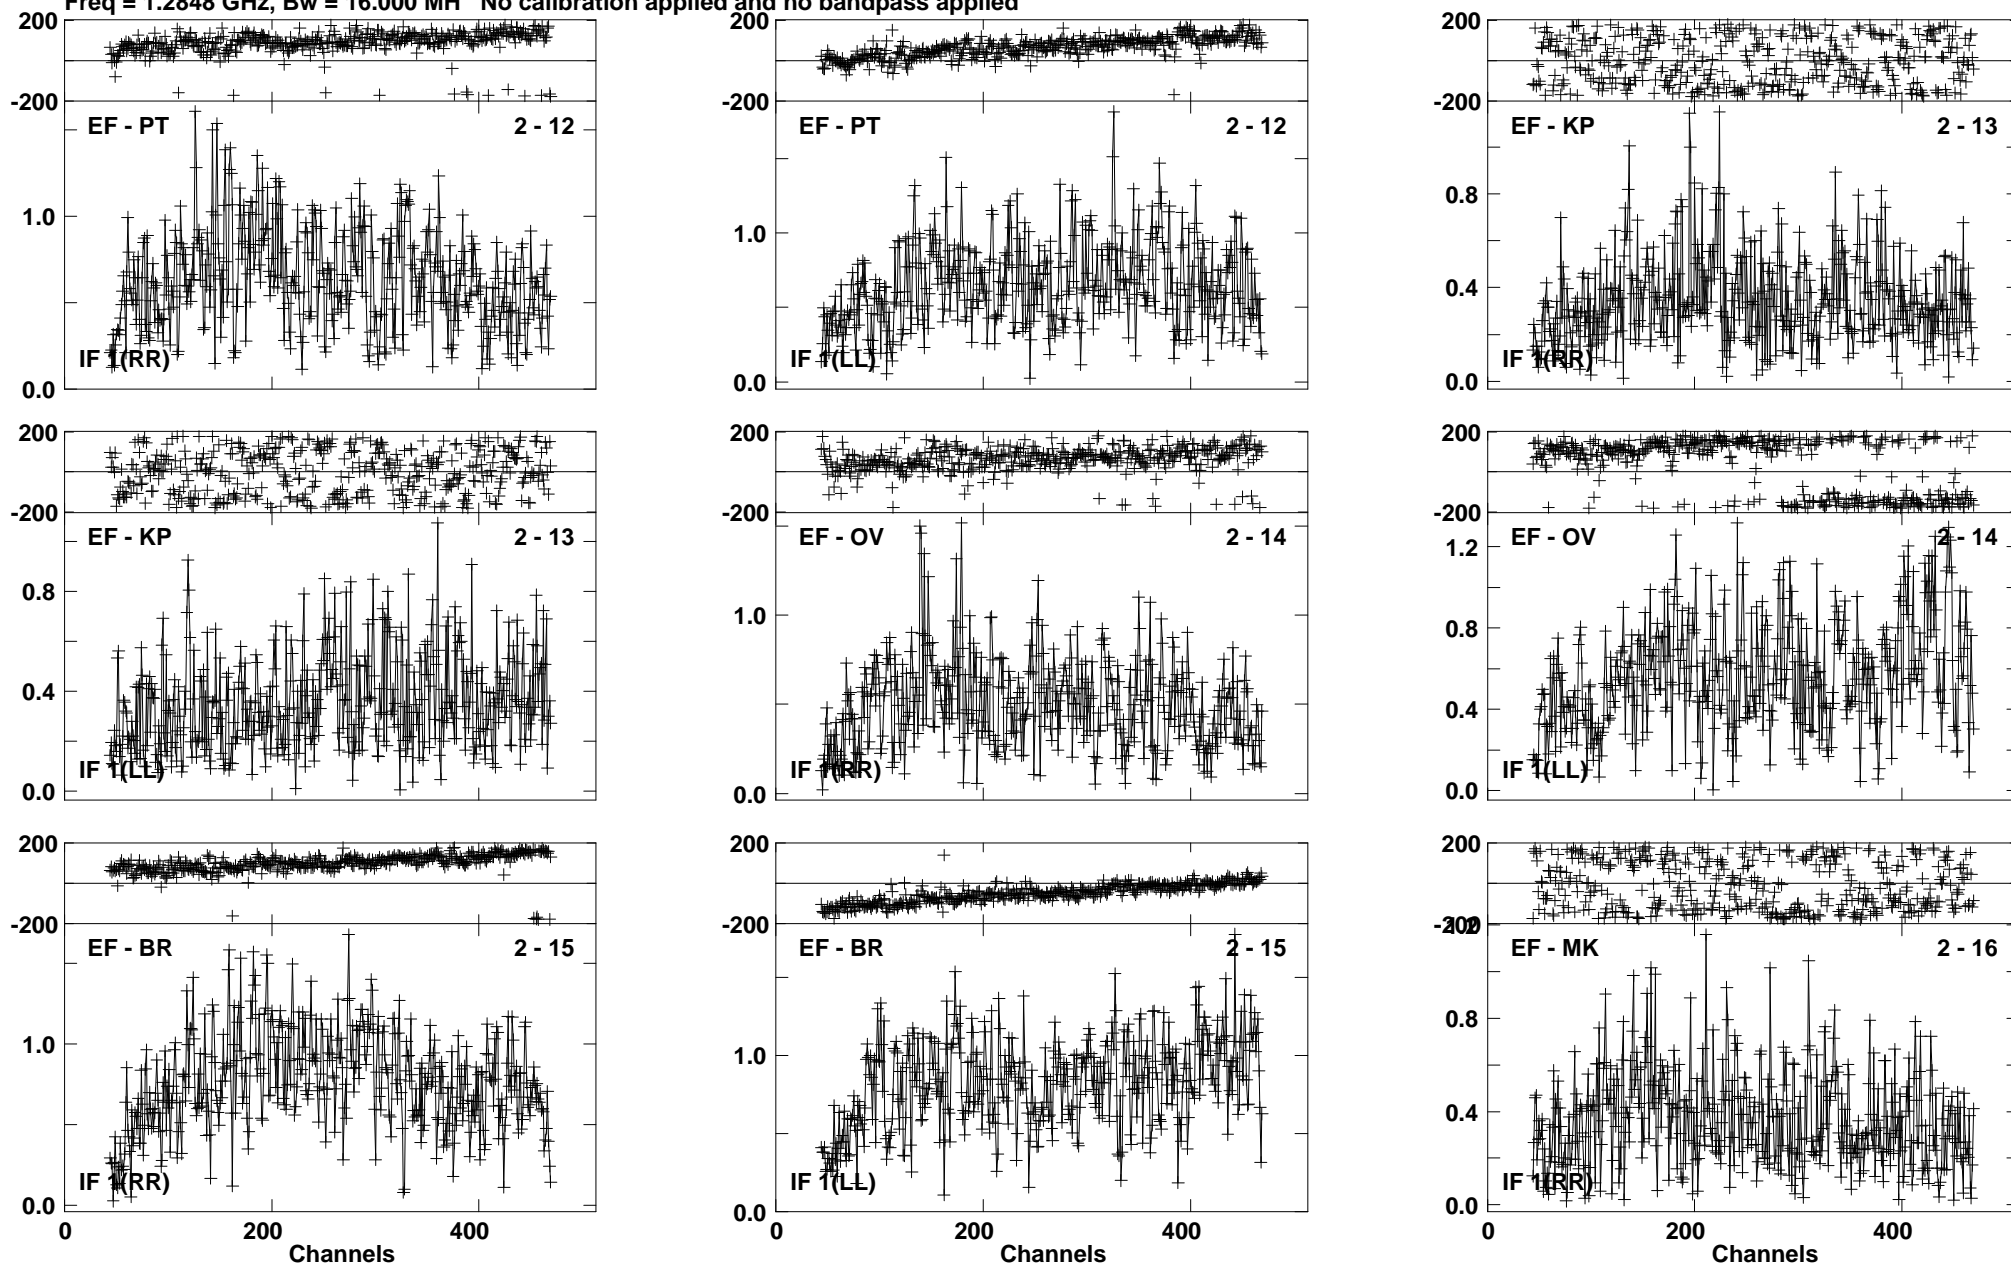 Freq = 1.2848 GHz, Bw = 16.000 MH No calibration applied and no bandpass applied
200
-200
EF - PT
2 - 12
1.0
IF 1(RR)
0.0
200
-200
EF - PT
2 - 12
1.0
IF 1(LL)
0.0
200
-200
EF - KP
2 - 13
0.8
0.4
IF 1(RR)
0.0
200
-200
EF - KP
2 - 13
0.8
0.4
IF 1(LL)
0.0
200
-200
EF - OV
2 - 14
1.0
IF 1(RR)
0.0
200
-200
EF - OV
2 - 14
1.2
0.8
0.4
IF 1(LL)
0.0
200
-200
EF - BR
2 - 15
1.0
IF 1(RR)
0.0
0
200
400
Channels
200
-200
EF - BR
2 - 15
1.0
IF 1(LL)
0.0
0
200
400
Channels
200
-200
1.2
EF - MK
2 - 16
0.8
0.4
IF 1(RR)
0.0
0
200
400
Channels